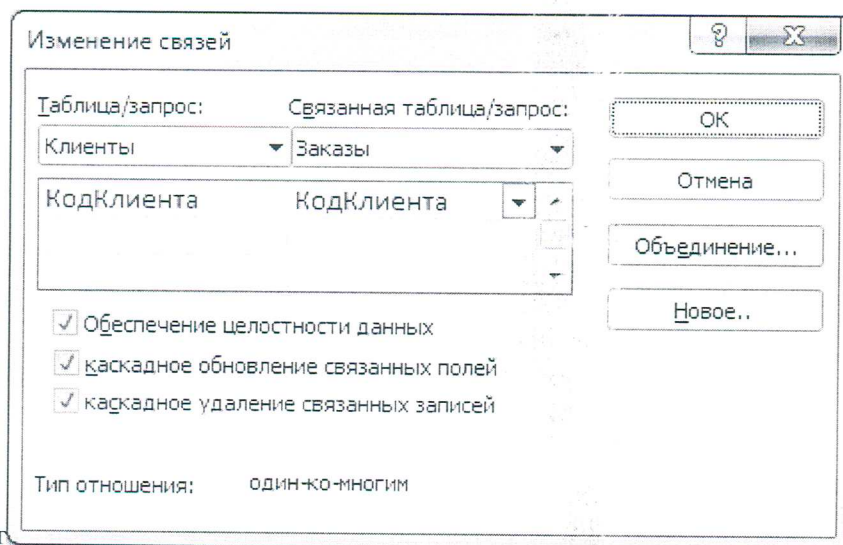 Изменение связей
Таблица/запрос:
Связанная таблица/запрос:
Клиенты
Заказы
КодКлиента
КодКлиента
Обеспечение целостности данных
каскадное обновление связанных полей
каскадное удаление связанных записей
Тип отношения:
один-ко-многим
ОК
Отмена
Объединение...
Новое..